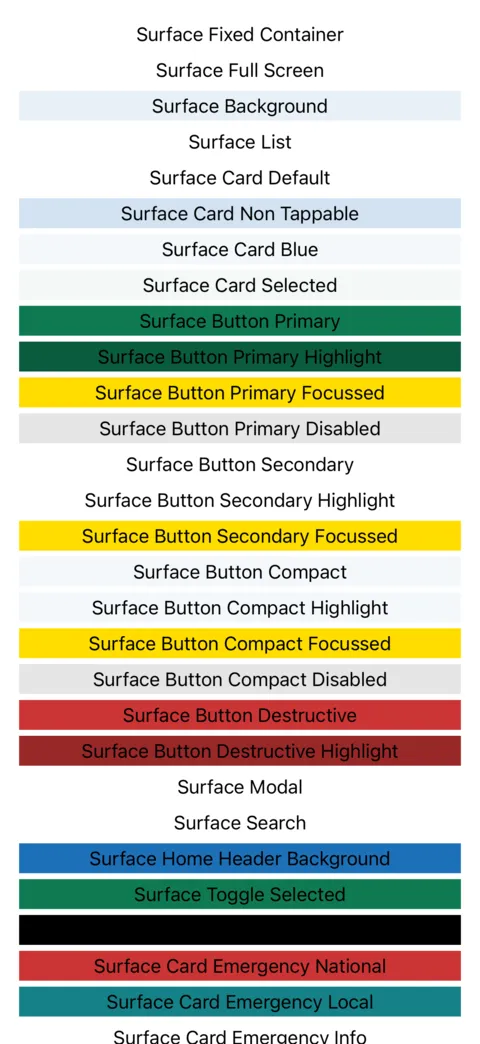 Surface Fixed Container
Surface Full Screen
Surface Background
Surface List
Surface Card Default
Surface Card Non Tappable
Surface Card Blue
Surface Card Selected
Surface Button Primary
Surface Button Primary Highlight
Surface Button Primary Focussed
Surface Button Primary Disabled
Surface Button Secondary
Surface Button Secondary Highlight
Surface Button Secondary Focussed
Surface Button Compact
Surface Button Compact Highlight
Surface Button Compact Focussed
Surface Button Compact Disabled
Surface Button Destructive
Surface Button Destructive Highlight
Surface Modal
Surface Search
Surface Home Header Background
Surface Toggle Selected
Surface Card Emergency National
Surface Card Emergency Local
Surface Card Emergency Info